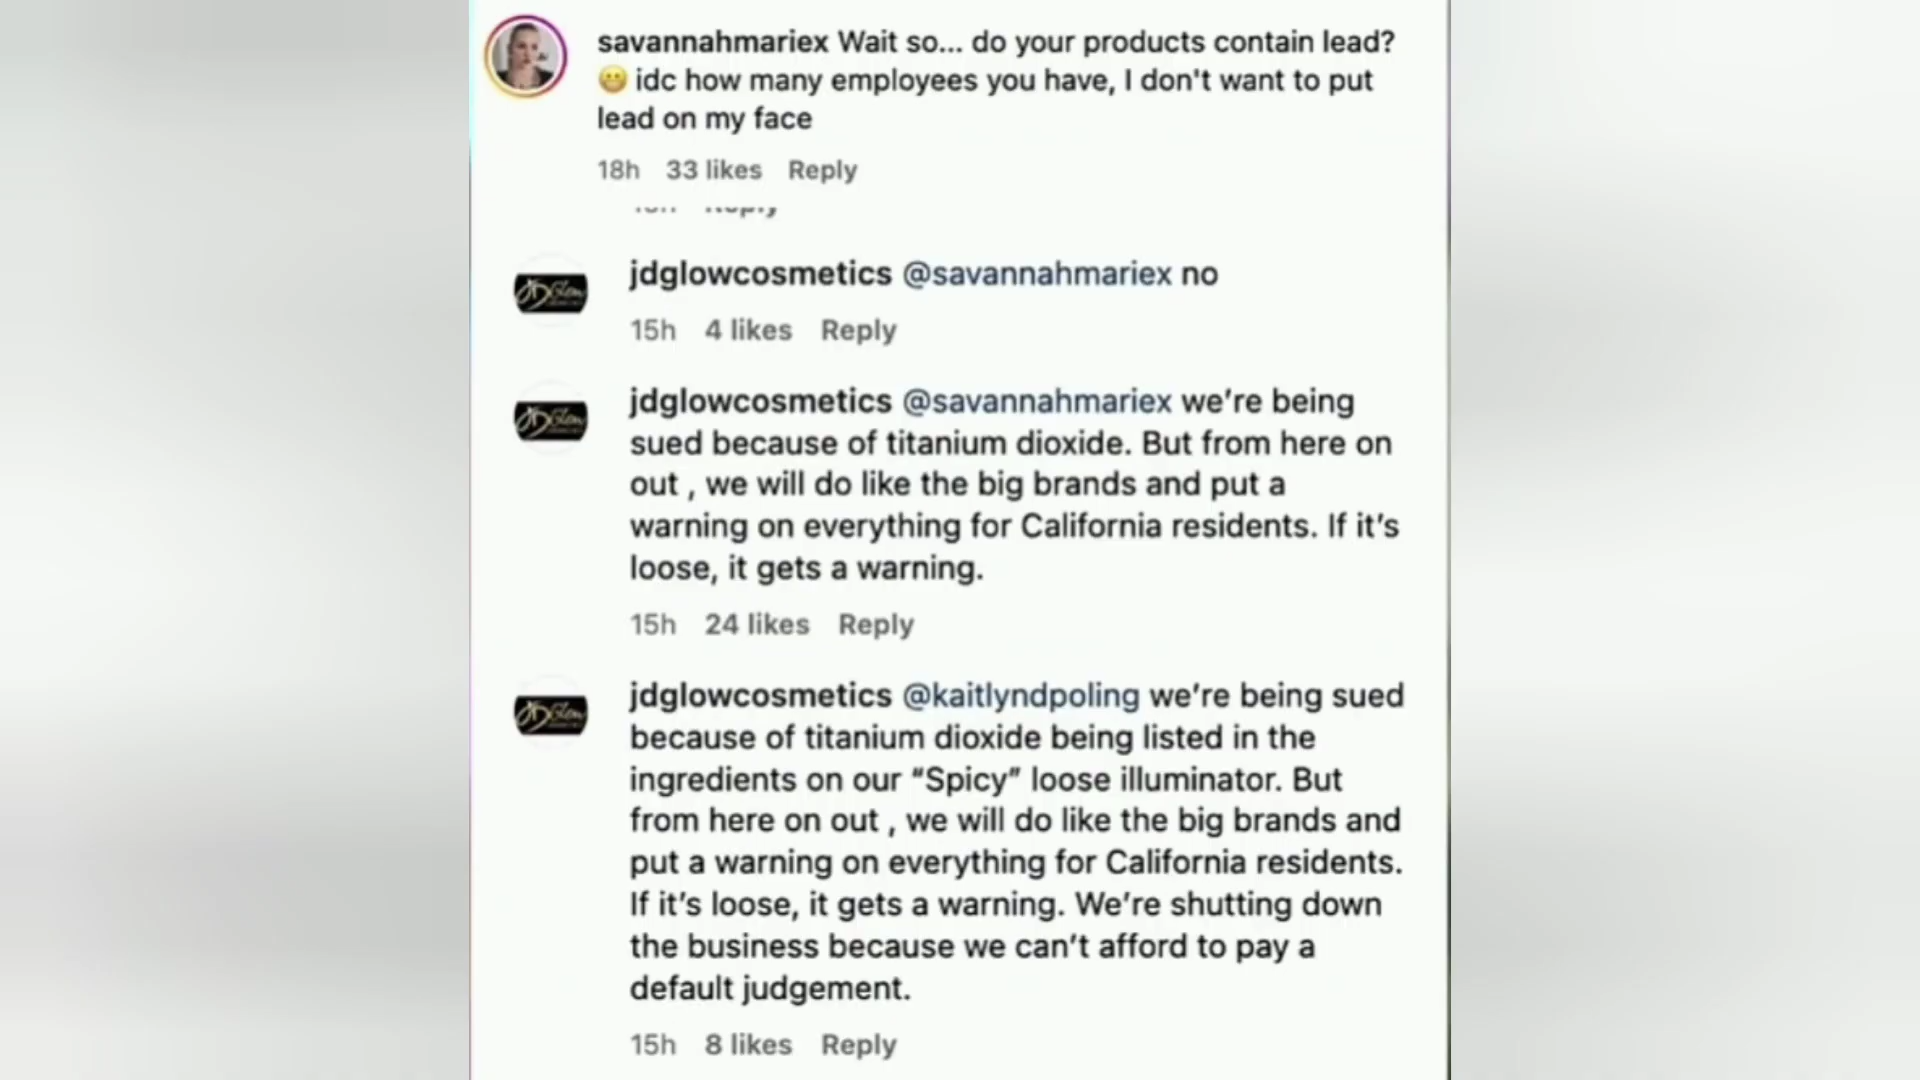 savannahmariex Wait so... do your products contain lead?
😬 idc how many employees you have, I don't want to put
lead on my face
18h 33 likes Reply
Reply
jdglowcosmetics @savannahmariex no
15h 4 likes Reply
jdglowcosmetics @savannahmariex we’re being
sued because of titanium dioxide. But from here on
out , we will do like the big brands and put a
warning on everything for California residents. If it’s
loose, it gets a warning.
15h 24 likes Reply
jdglowcosmetics @kaitlyndpoling we’re being sued
because of titanium dioxide being listed in the
ingredients on our “Spicy” loose illuminator. But
from here on out , we will do like the big brands and
put a warning on everything for California residents.
If it’s loose, it gets a warning. We’re shutting down
the business because we can’t afford to pay a
default judgement.
15h 8 likes Reply